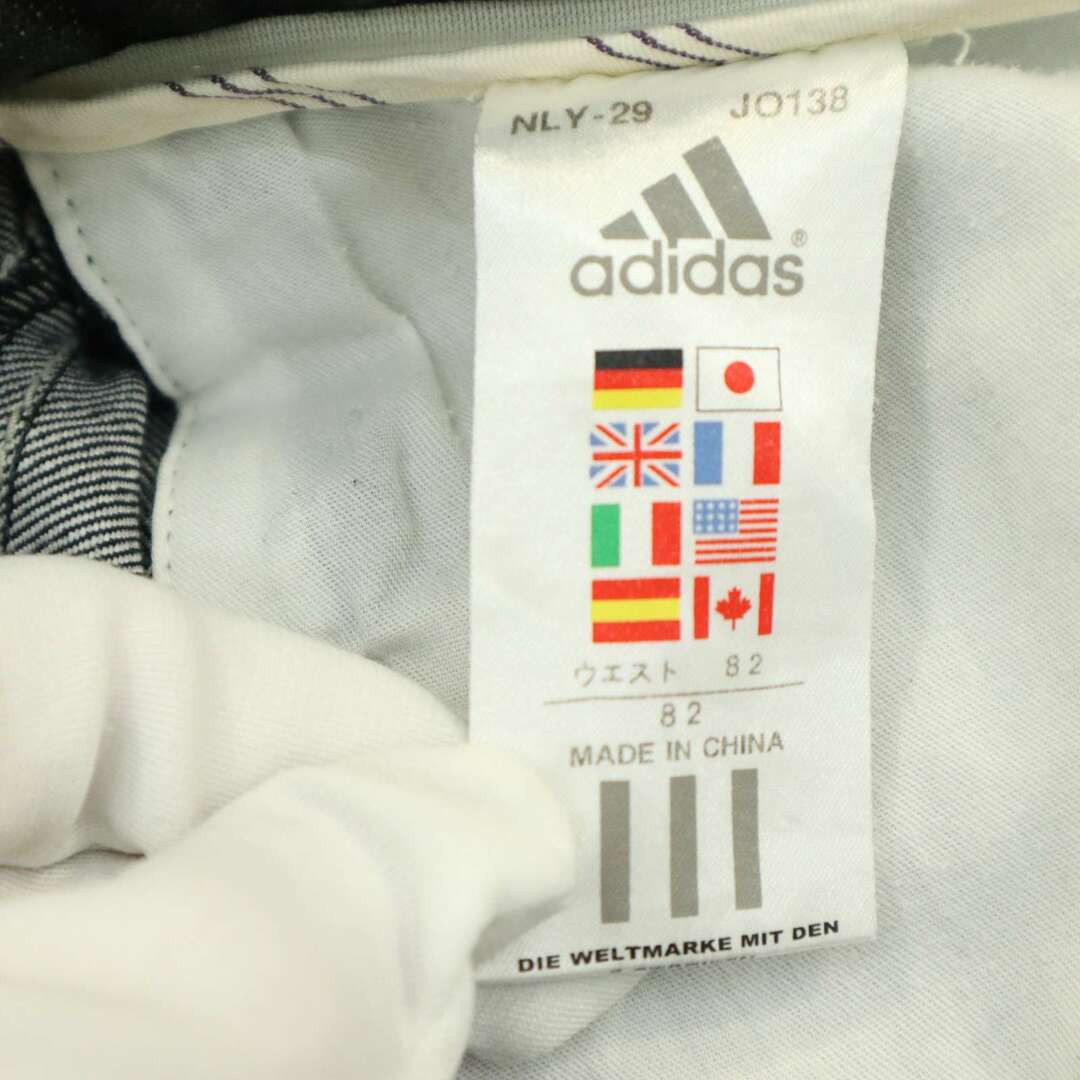 NLY-29 JO138
adidas®
ウエスト 82
82
MADE IN CHINA
DIE WELTMARKE MIT DEN